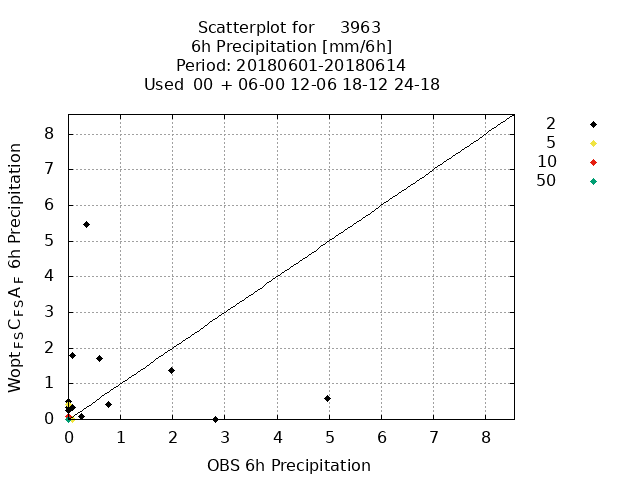 Scatterplot for 3963
6h Precipitation [mm/6h]
Period: 20180601-20180614
Used 00 + 06-00 12-06 18-12 24-18
2
5
10
50
8
7
6
5
4
3
2
1
0
0 1 2 3 4 5 6 7 8
Wopt FS C FS A F 6h Precipitation
OBS 6h Precipitation